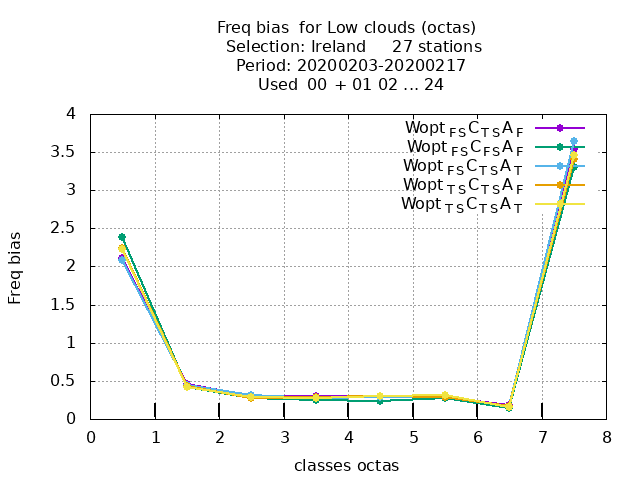 Freq bias  for Low clouds (octas)
Selection: Ireland     27 stations
Period: 20200203-20200217
Used  00 + 01 02 ... 24
4
3.5
3
2.5
2
1.5
1
0.5
0
Freq bias
Wopt FS C TS A F
Wopt FS C FS A F
Wopt FS C TS A T
Wopt TS C TS A F
Wopt TS C TS A T
0 1 2 3 4 5 6 7 8
classes octas